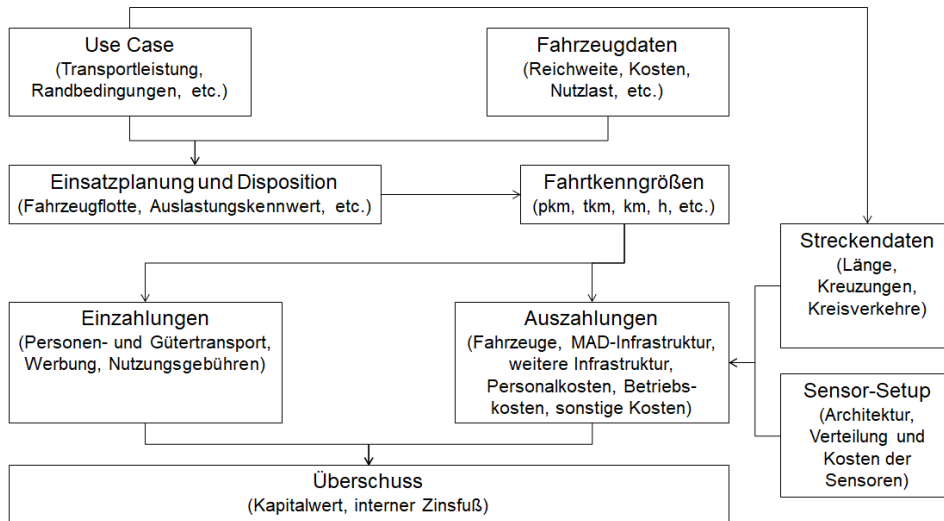 Use Case
(Transportleistung,
Randbedingungen, etc.)
Fahrzeugdaten
(Reichweite, Kosten,
Nutzlast, etc.)
Einsatzplanung und Disposition
(Fahrzeugflotte, Auslastungskennwert, etc.)
Fahrtkenngrößen
(pkm, tkm, km, h, etc.)
Streckendaten
(Länge,
Kreuzungen,
Kreisverkehre)
Einzahlungen
(Personen- und Gütertransport,
Werbung, Nutzungsgebühren)
Auszahlungen
(Fahrzeuge, MAD-Infrastruktur,
weitere Infrastruktur,
Personalkosten, Betriebs-
kosten, sonstige Kosten)
Sensor-Setup
(Architektur,
Verteilung und
Kosten der
Sensoren)
Überschuss
(Kapitalwert, interner Zinsfuß)